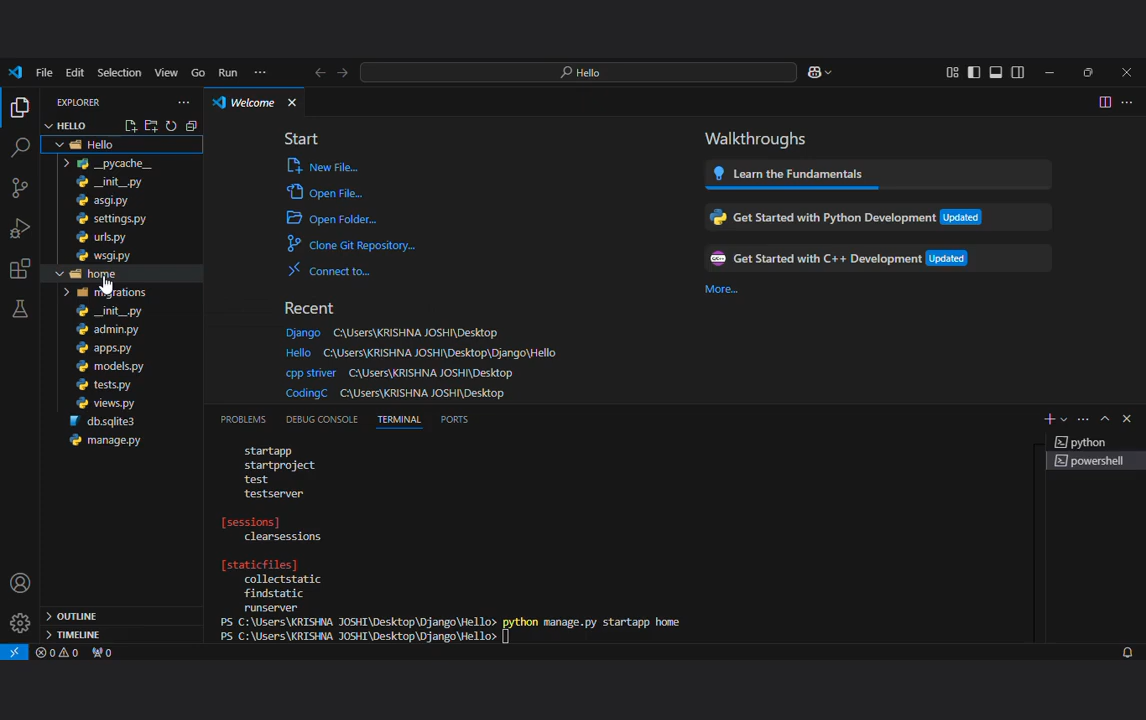 File Edit Selection View Go Run ··· Hello
EXPLORER
HELLO
Hello
__pycache__
__init__.py
asgi.py
settings.py
urls.py
wsgi.py
home
migrations
__init__.py
admin.py
apps.py
models.py
tests.py
views.py
db.sqlite3
manage.py
OUTLINE
TIMELINE
Welcome
Start
New File...
Open File...
Open Folder...
Clone Git Repository...
Connect to...
Recent
Django C:\Users\KRISHNA JOSHI\Desktop
Hello C:\Users\KRISHNA JOSHI\Desktop\Django\Hello
cpp striver C:\Users\KRISHNA JOSHI\Desktop
CodingC C:\Users\KRISHNA JOSHI\Desktop
Walkthroughs
Learn the Fundamentals
Get Started with Python Development Updated
Get Started with C++ Development Updated
More...
PROBLEMS DEBUG CONSOLE TERMINAL PORTS
startapp
startproject
test
testserver
[sessions]
clearsessions
[staticfiles]
collectstatic
findstatic
runserver
PS C:\Users\KRISHNA JOSHI\Desktop\Django\Hello> python manage.py startapp home
PS C:\Users\KRISHNA JOSHI\Desktop\Django\Hello>
python
powershell
0 0 0